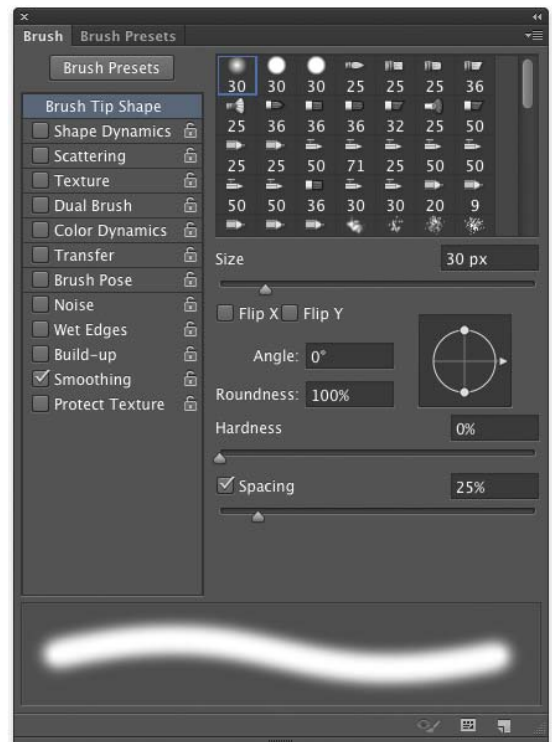 Brush Brush Presets
Brush Presets
Brush Tip Shape
Shape Dynamics
Scattering
Texture
Dual Brush
Color Dynamics
Transfer
Brush Pose
Noise
Wet Edges
Build-up
Smoothing
Protect Texture
30 30 30 25 25 25 36
25 36 36 36 32 25 50
25 25 50 71 25 50 50
50 50 36 30 30 20 9
Size 30 px
Flip X Flip Y
Angle: 0°
Roundness: 100%
Hardness 0%
Spacing 25%